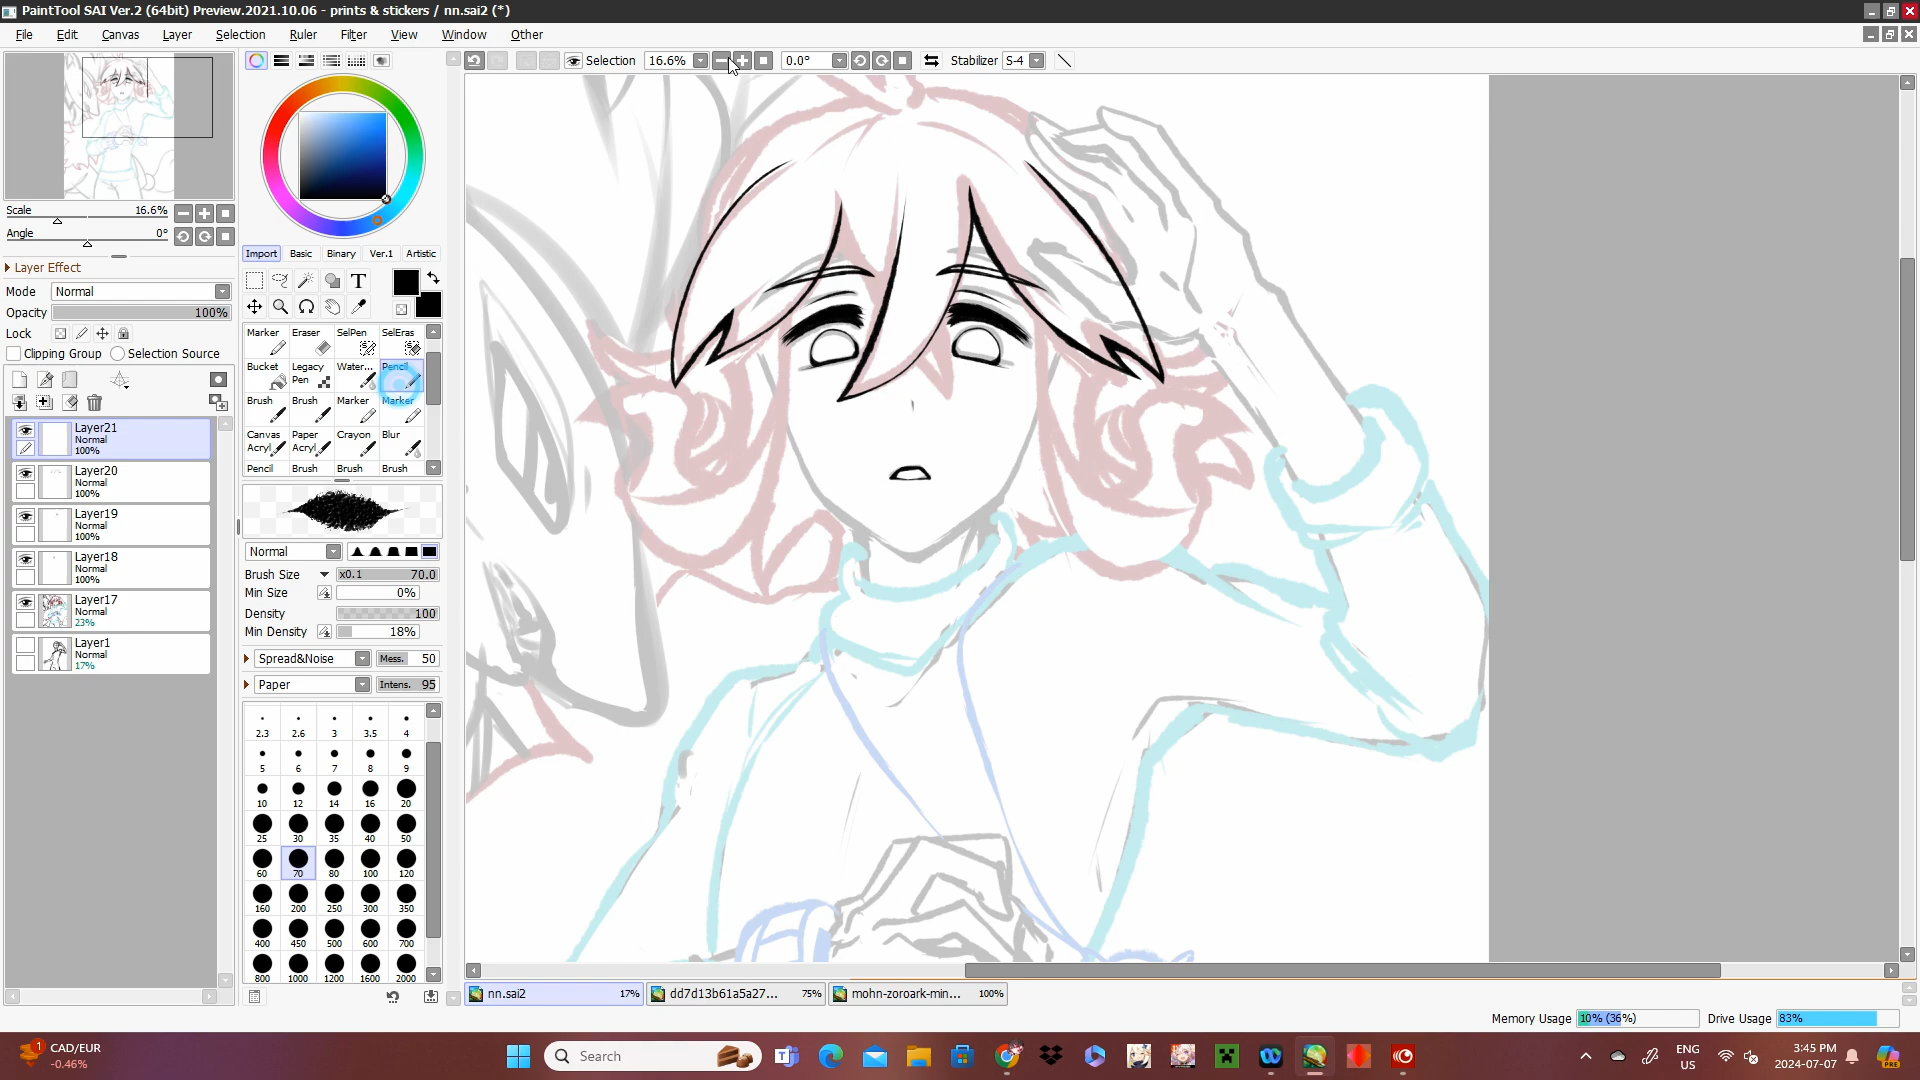 PaintTool SAI Ver.2 (64bit) Preview.2021.10.06 - prints & stickers / nn.sai2 (*)
File Edit Canvas Layer Selection Ruler Filter View Window Other
Selection 16.6% 0.0° Stabilizer S-4
Scale 16.6%
Angle 0°
Layer Effect
Mode Normal
Opacity 100%
Lock
Clipping Group Selection Source
Layer21
Normal
100%
Layer20
Normal
100%
Layer19
Normal
100%
Layer18
Normal
100%
Layer17
Normal
23%
Layer1
Normal
17%
Import Basic Binary Ver.1 Artistic
T
Marker Eraser SelPen SelEras
Bucket Legacy Pen Water... Pencil
Brush Brush Marker Marker
Canvas Acryl Paper Acryl Crayon Blur
Pencil Brush Brush Brush
Normal
Brush Size x0.1 70.0
Min Size 0%
Density 100
Min Density 18%
Spread&Noise Mess. 50
Paper Intens. 95
2.3 2.6 3 3.5 4
5 6 7 8 9
10 12 14 16 20
25 30 35 40 50
60 70 80 100 120
160 200 250 300 350
400 450 500 600 700
800 1000 1200 1600 2000
nn.sai2 17% dd7d13b61a5a27... 75% mohn-zoroark-min... 100%
Memory Usage 10% (36%) Drive Usage 83%
1 CAD/EUR
-0.46%
Search
ENG
US
3:45 PM
2024-07-07
PRE